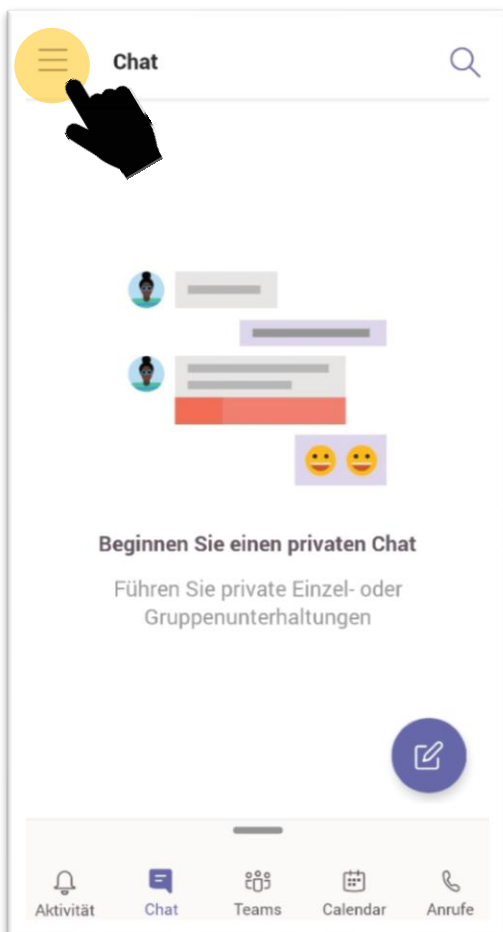 Chat
Beginnen Sie einen privaten Chat
Führen Sie private Einzel- oder
Gruppenunterhaltungen
Aktivität Chat Teams Calendar Anrufe